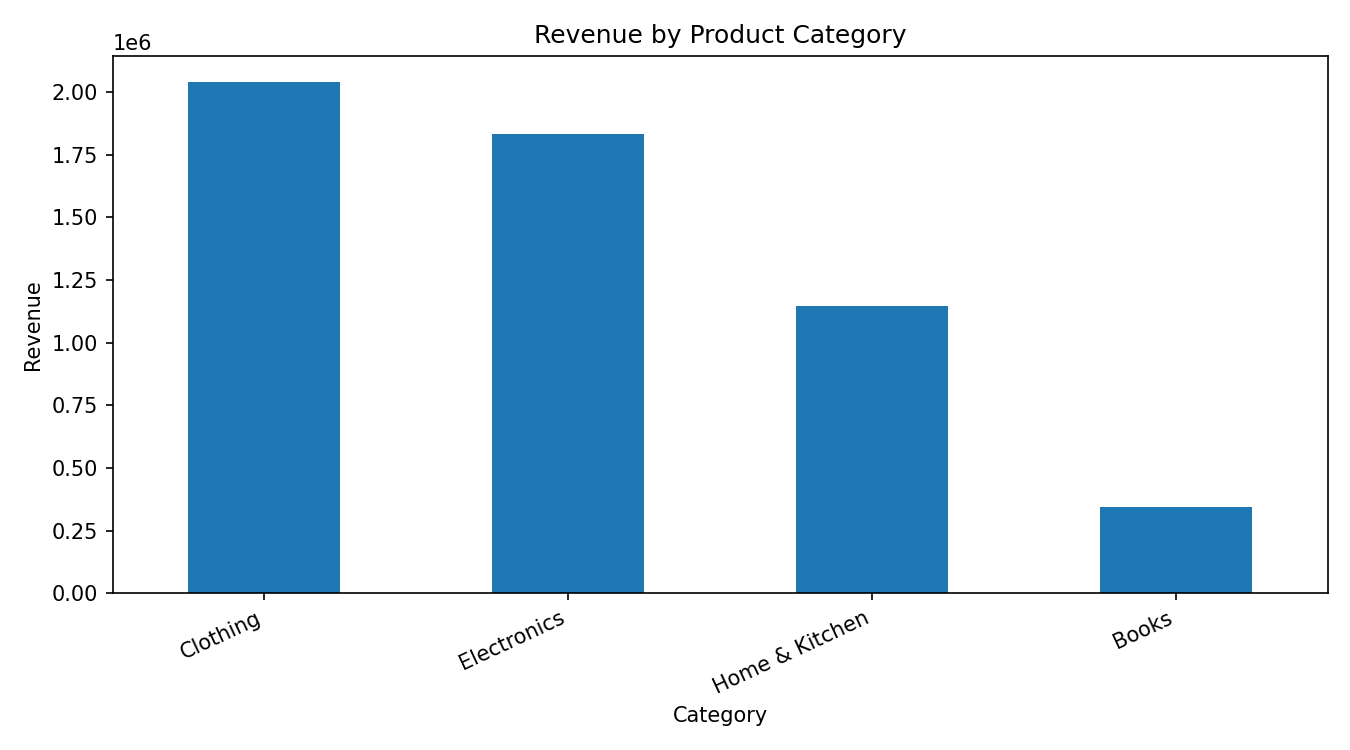 Revenue by Product Category
1e6
2.00
1.75
1.50
1.25
1.00
0.75
0.50
0.25
0.00
Revenue
Clothing
Electronics
Home & Kitchen
Books
Category